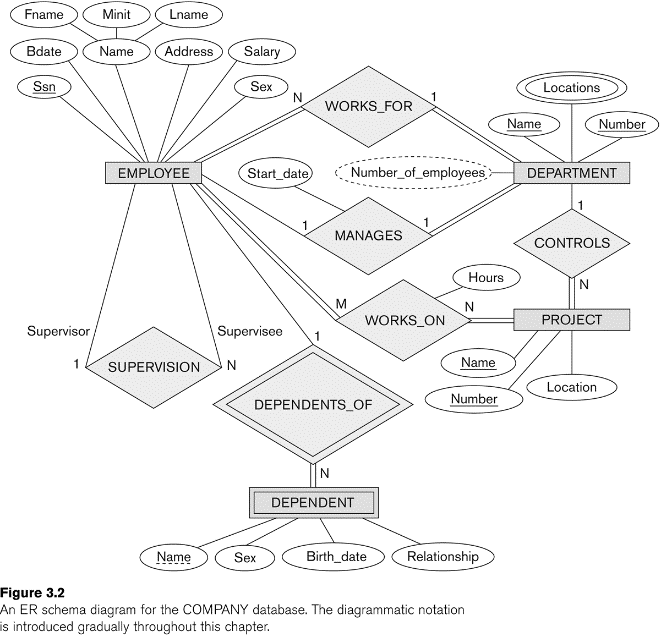 Fname Minit Lname
Bdate Name Address Salary
Ssn Sex
N WORKS_FOR 1
Locations
Name Number
EMPLOYEE
Start_date
Number_of_employees
DEPARTMENT
1 MANAGES 1
1
CONTROLS
N
Hours
M WORKS_ON N
PROJECT
Supervisor Supervisee
1 SUPERVISION N
1
Name
Number
Location
DEPENDENTS_OF
N
DEPENDENT
Name Sex Birth_date Relationship
Figure 3.2
An ER schema diagram for the COMPANY database. The diagrammatic notation
is introduced gradually throughout this chapter.